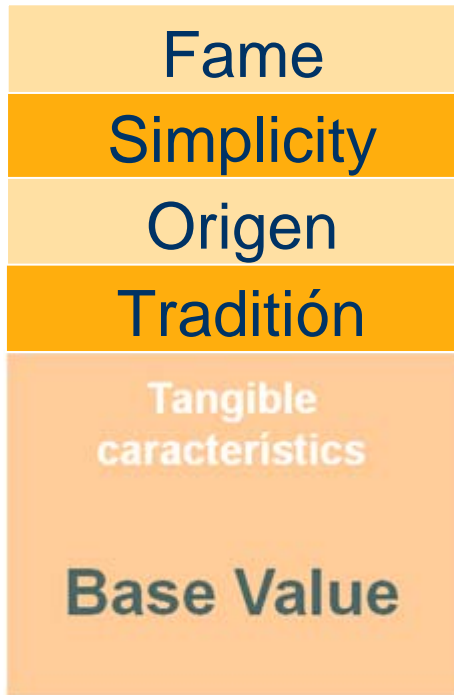 Fame
Simplicity
Origen
Traditión
Tangible
característics
Base Value